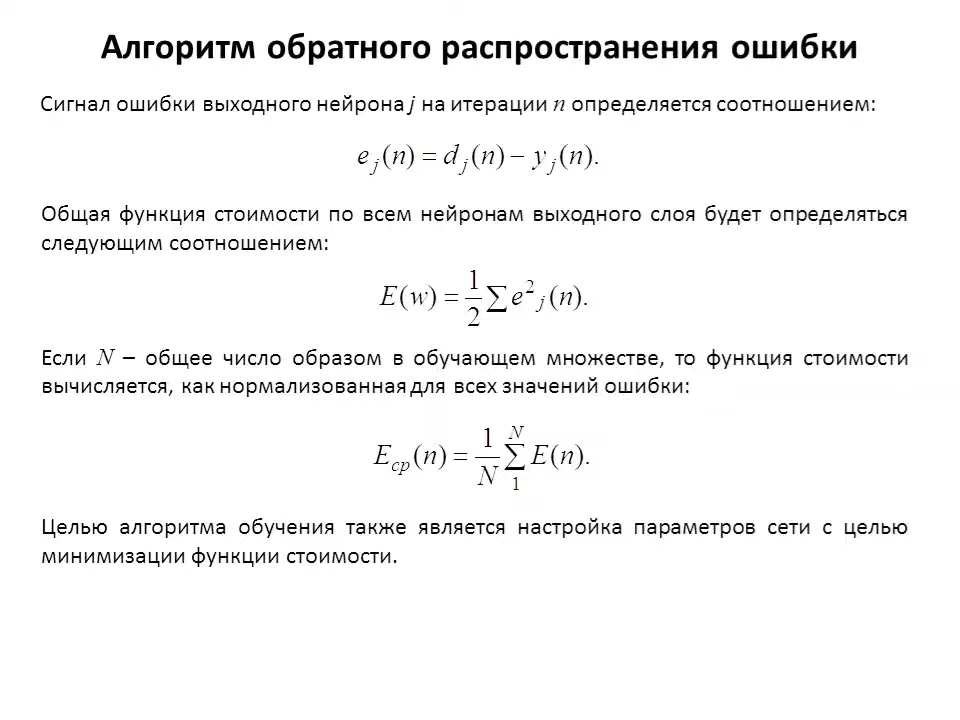 Алгоритм обратного распространения ошибки
Сигнал ошибки выходного нейрона j на итерации n определяется соотношением:
e_j(n) = d_j(n) − y_j(n).
Общая функция стоимости по всем нейронам выходного слоя будет определяться
следующим соотношением:
E(w) = 1/2 ∑ e²_j(n).
Если N – общее число образом в обучающем множестве, то функция стоимости
вычисляется, как нормализованная для всех значений ошибки:
E_ср(n) = 1/N ∑_1^N E(n).
Целью алгоритма обучения также является настройка параметров сети с целью
минимизации функции стоимости.